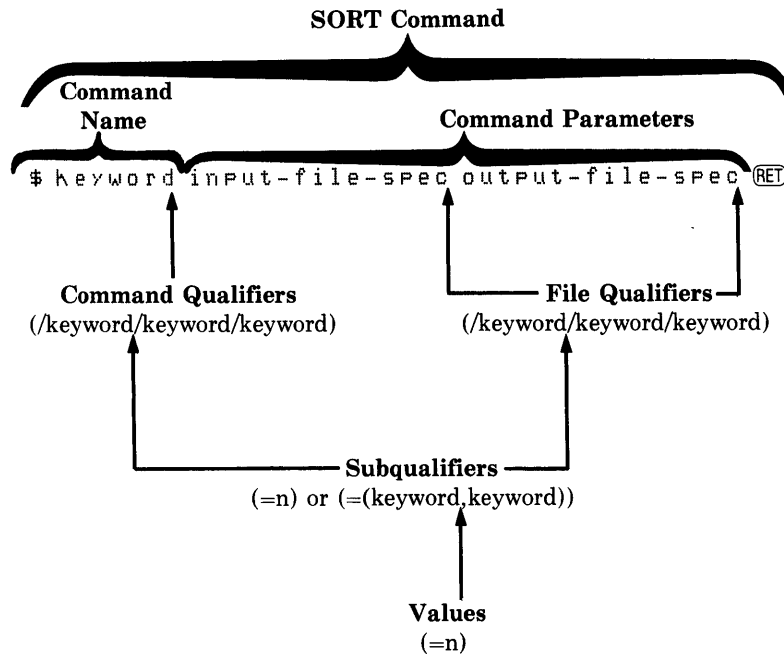 SORT Command
Command
Name
Command Parameters
$ keyword input-file-spec output-file-spec RET
Command Qualifiers
(/keyword/keyword/keyword)
File Qualifiers
(/keyword/keyword/keyword)
Subqualifiers
(=n) or (=(keyword,keyword))
Values
(=n)